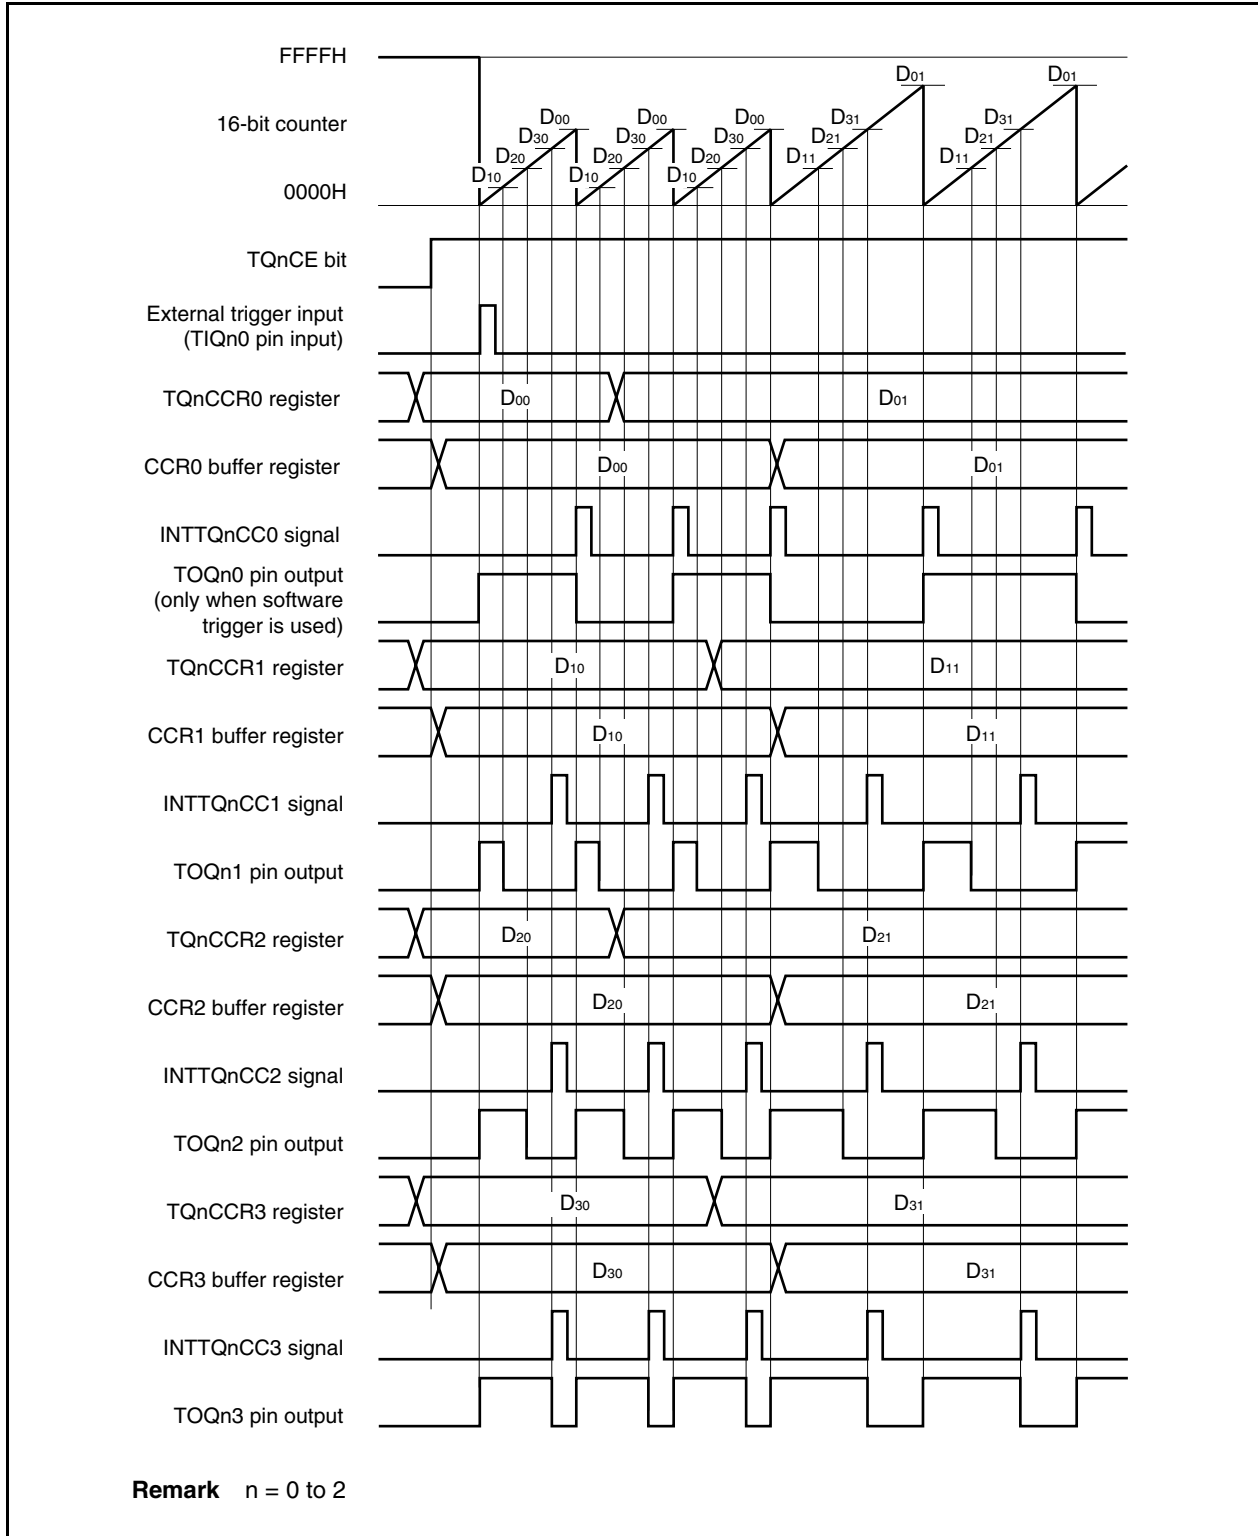 FFFFH
D01 D01
16-bit counter
D00 D00 D00 D31 D31
D30 D30 D30 D21 D21
D20 D20 D20 D11 D11
D10 D10 D10
0000H
TQnCE bit
External trigger input
(TIQn0 pin input)
TQnCCR0 register D00 D01
CCR0 buffer register D00 D01
INTTQnCC0 signal
TOQn0 pin output
(only when software
trigger is used)
TQnCCR1 register D10 D11
CCR1 buffer register D10 D11
INTTQnCC1 signal
TOQn1 pin output
TQnCCR2 register D20 D21
CCR2 buffer register D20 D21
INTTQnCC2 signal
TOQn2 pin output
TQnCCR3 register D30 D31
CCR3 buffer register D30 D31
INTTQnCC3 signal
TOQn3 pin output
Remark n = 0 to 2